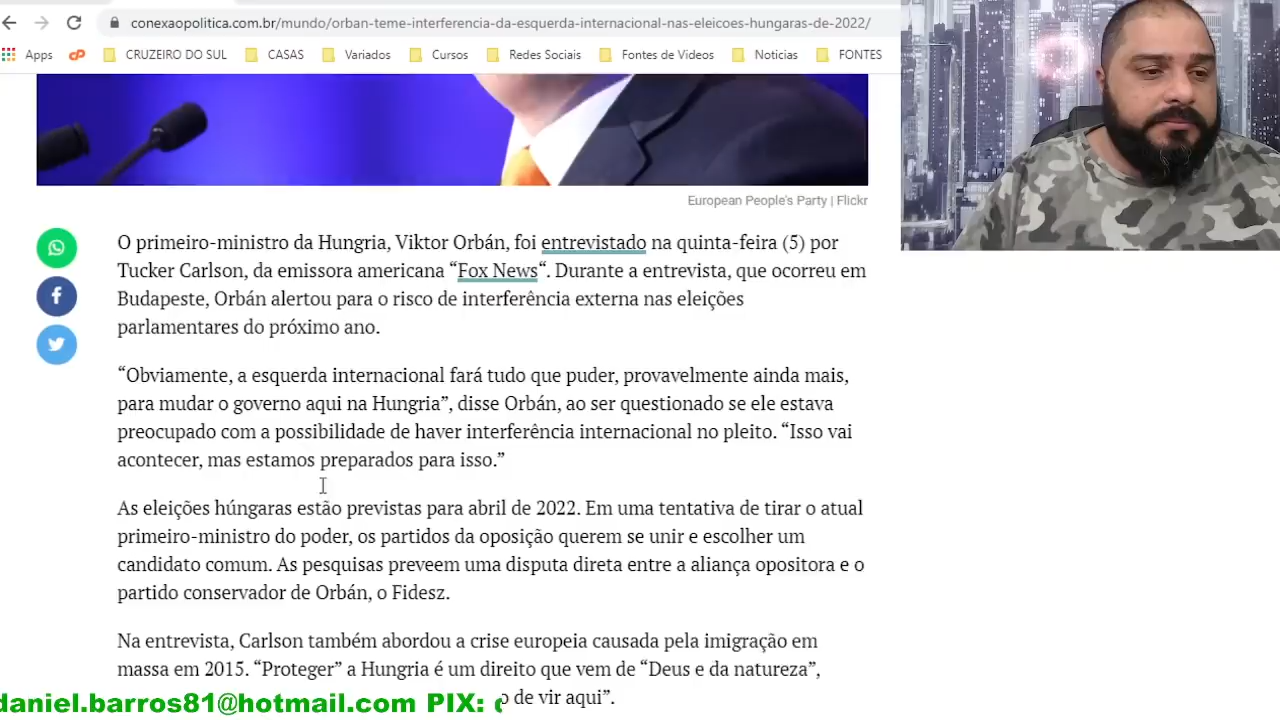 conexaopolitica.com.br/mundo/orban-teme-interferencia-da-esquerda-internacional-nas-eleicoes-hungaras-de-2022/
Apps CRUZEIRO DO SUL CASAS Variados Cursos Redes Sociais Fontes de Videos Noticias FONTES
European People's Party | Flickr
O primeiro-ministro da Hungria, Viktor Orbán, foi entrevistado na quinta-feira (5) por
Tucker Carlson, da emissora americana “Fox News“. Durante a entrevista, que ocorreu em
Budapeste, Orbán alertou para o risco de interferência externa nas eleições
parlamentares do próximo ano.
“Obviamente, a esquerda internacional fará tudo que puder, provavelmente ainda mais,
para mudar o governo aqui na Hungria”, disse Orbán, ao ser questionado se ele estava
preocupado com a possibilidade de haver interferência internacional no pleito. “Isso vai
acontecer, mas estamos preparados para isso.”
As eleições húngaras estão previstas para abril de 2022. Em uma tentativa de tirar o atual
primeiro-ministro do poder, os partidos da oposição querem se unir e escolher um
candidato comum. As pesquisas preveem uma disputa direta entre a aliança opositora e o
partido conservador de Orbán, o Fidesz.
Na entrevista, Carlson também abordou a crise europeia causada pela imigração em
massa em 2015. “Proteger” a Hungria é um direito que vem de “Deus e da natureza”,
de vir aqui”.
daniel.barros81@hotmail.com PIX: